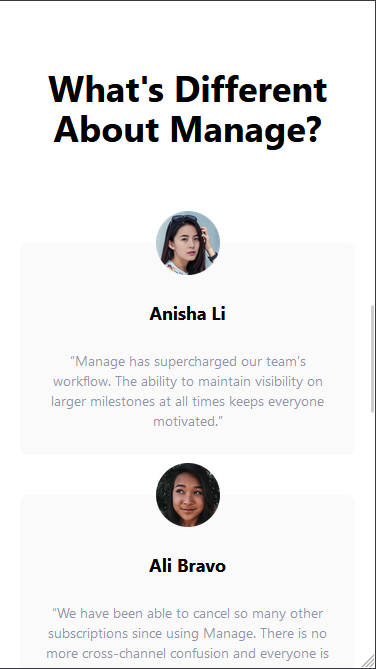 What's Different
About Manage?
Anisha Li
“Manage has supercharged our team’s
workflow. The ability to maintain visibility on
larger milestones at all times keeps everyone
motivated.”
Ali Bravo
“We have been able to cancel so many other
subscriptions since using Manage. There is no
more cross-channel confusion and everyone is